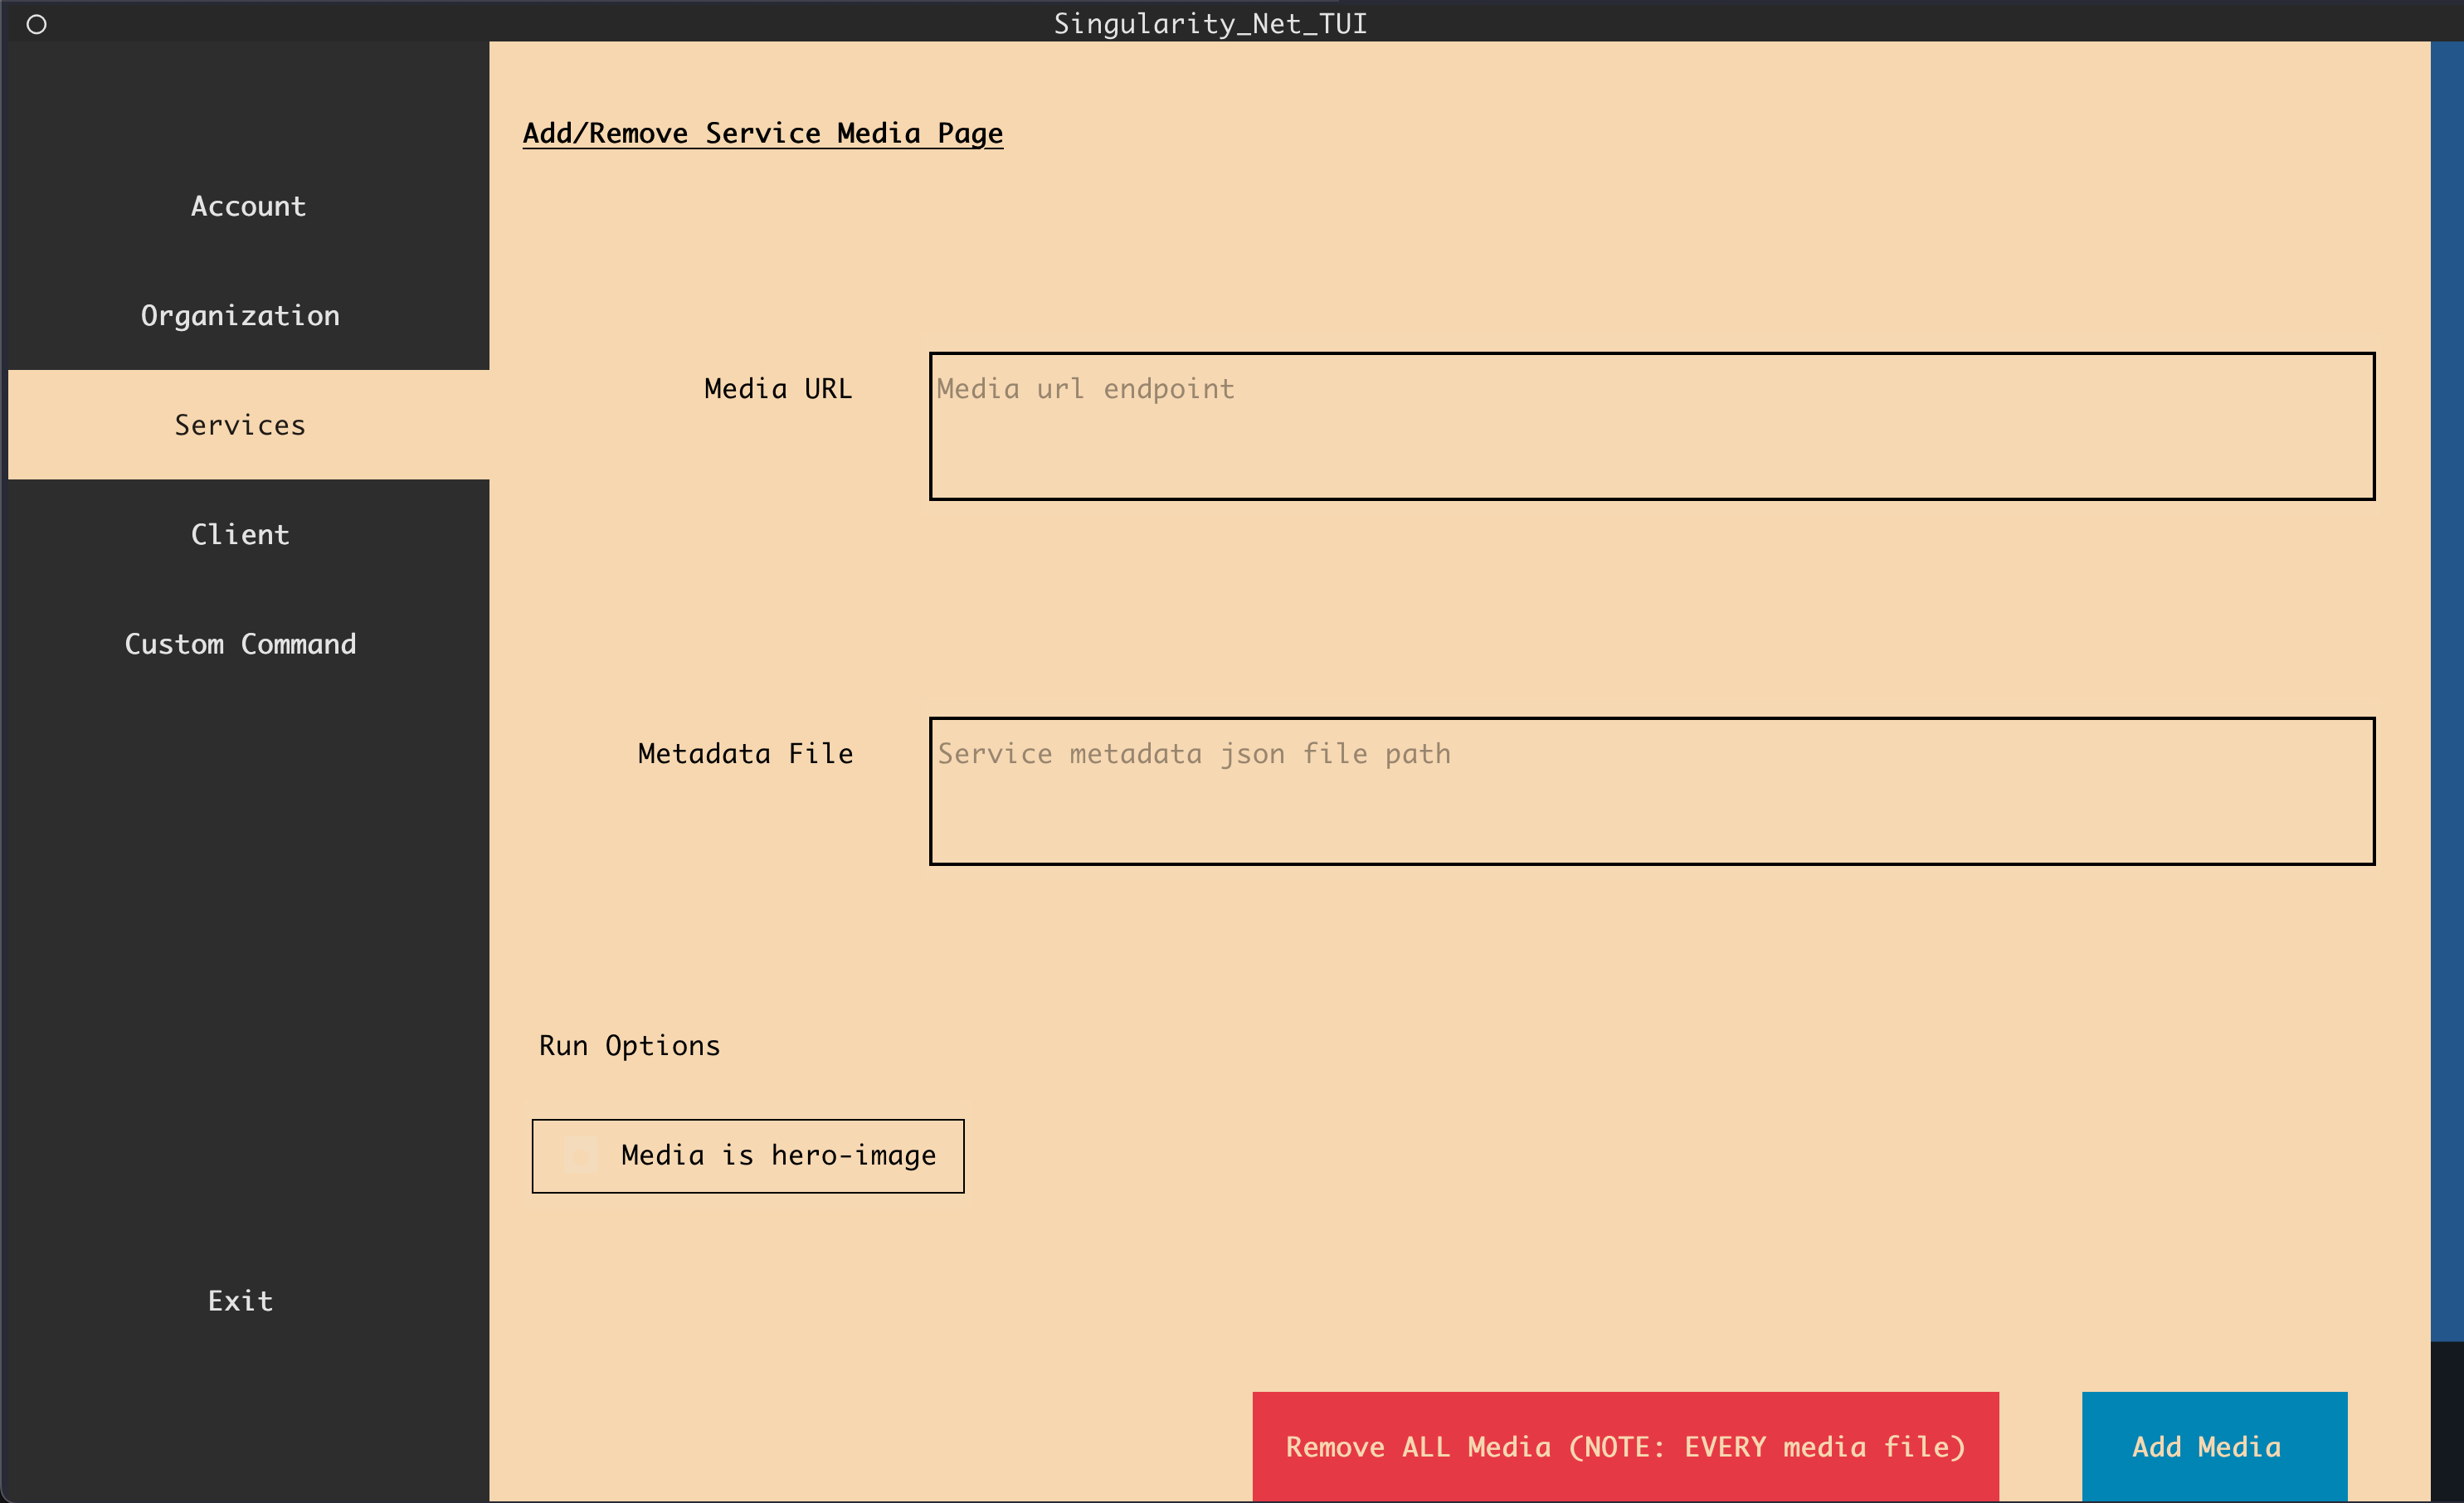 Singularity_Net_TUI
Account
Organization
Services
Client
Custom Command
Exit
Add/Remove Service Media Page
Media URL
Media url endpoint
Metadata File
Service metadata json file path
Run Options
Media is hero-image
Remove ALL Media (NOTE: EVERY media file)
Add Media